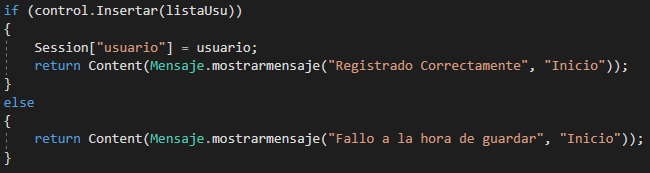 if (control.Insertar(listaUsu))
{
    Session["usuario"] = usuario;
    return Content(Mensaje.mostrarmensaje("Registrado Correctamente", "Inicio"));
}
else
{
    return Content(Mensaje.mostrarmensaje("Fallo a la hora de guardar", "Inicio"));
}